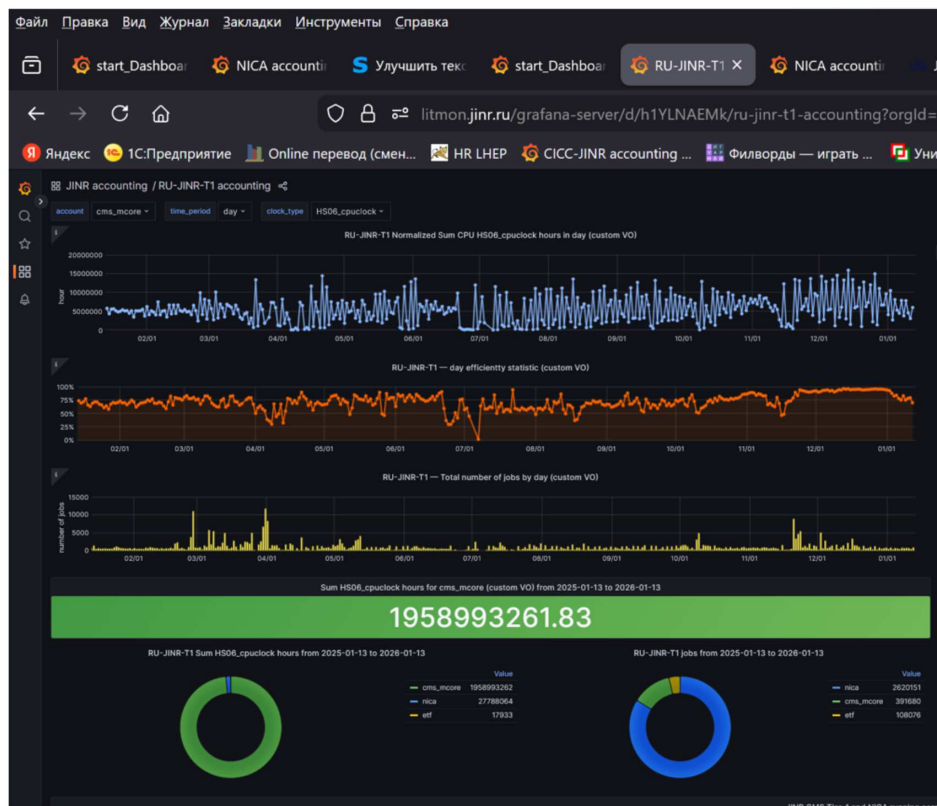 Файл Правка Вид Журнал Закладки Инструменты Справка
start_Dashboar NICA accounti Улучшить тек start_Dashboar RU-JINR-T1 NICA accounti
litmon.jinr.ru/grafana-server/d/h1YLNAEMk/ru-jinr-t1-accounting?orgId=
Яндекс 1С:Предприятие Online перевод (смен... HR LHEP CICC-JINR accounting ... Филворды — играть ... Уни
JINR accounting / RU-JINR-T1 accounting
account cms_mcore time_period day clock_type HS06_cpuclock
RU-JINR-T1 Normalized Sum CPU HS06_cpuclock hours in day (custom VO)
hour
20000000
15000000
10000000
5000000
0
02/01 03/01 04/01 05/01 06/01 07/01 08/01 09/01 10/01 11/01 12/01 01/01
RU-JINR-T1 — day efficientty statistic (custom VO)
100%
75%
50%
25%
0%
02/01 03/01 04/01 05/01 06/01 07/01 08/01 09/01 10/01 11/01 12/01 01/01
RU-JINR-T1 — Total number of jobs by day (custom VO)
number of jobs
15000
10000
5000
0
02/01 03/01 04/01 05/01 06/01 07/01 08/01 09/01 10/01 11/01 12/01 01/01
Sum HS06_cpuclock hours for cms_mcore (custom VO) from 2025-01-13 to 2026-01-13
1958993261.83
RU-JINR-T1 Sum HS06_cpuclock hours from 2025-01-13 to 2026-01-13
Value
cms_mcore 1958993262
nica 27788064
etf 17933
RU-JINR-T1 jobs from 2025-01-13 to 2026-01-13
Value
nica 2620151
cms_mcore 391680
etf 108076